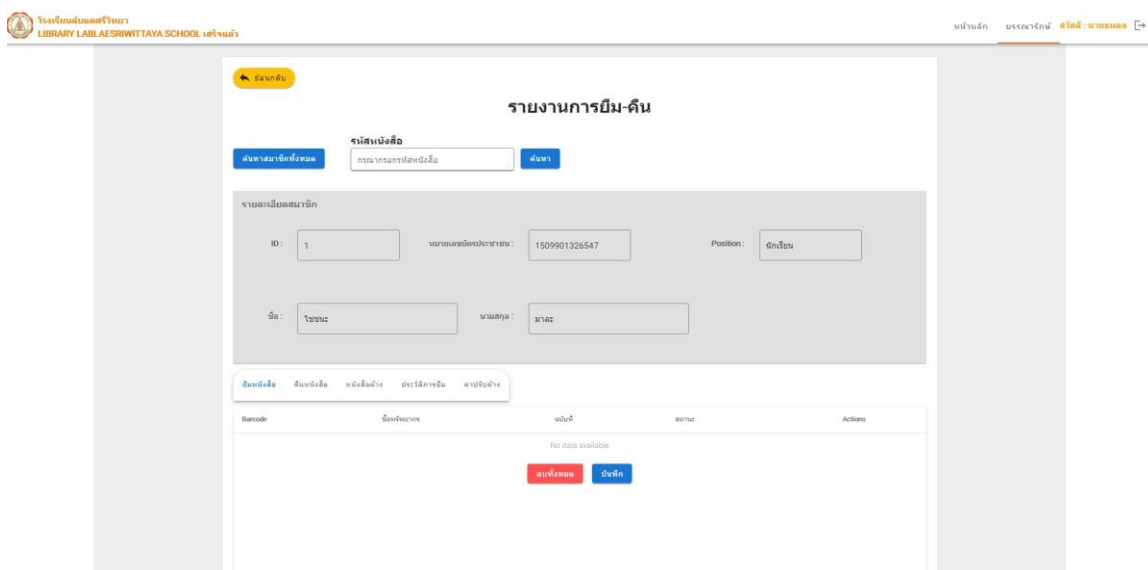 โรงเรียนลับแลศรีวิทยา
LIBRARY LABLAESRIWITTAYA SCHOOL เสร็จแล้ว
หน้าหลัก บรรณารักษ์ สวัสดี : นายธนดล
ย้อนกลับ
รายงานการยืม-คืน
รหัสหนังสือ
ค้นหาสมาชิกทั้งหมด กรุณากรอกรหัสหนังสือ ค้นหา
รายละเอียดสมาชิก
ID : 1 หมายเลขบัตรประชาชน : 1509901326547 Position : นักเรียน
ชื่อ : วิชชนะ นามสกุล : มาละ
ยืมหนังสือ คืนหนังสือ หนังสือค้าง ประวัติการยืม ค่าปรับค้าง
Barcode ชื่อทรัพยากร ฉบับที่ สถานะ Actions
No data available
ลบทั้งหมด บันทึก